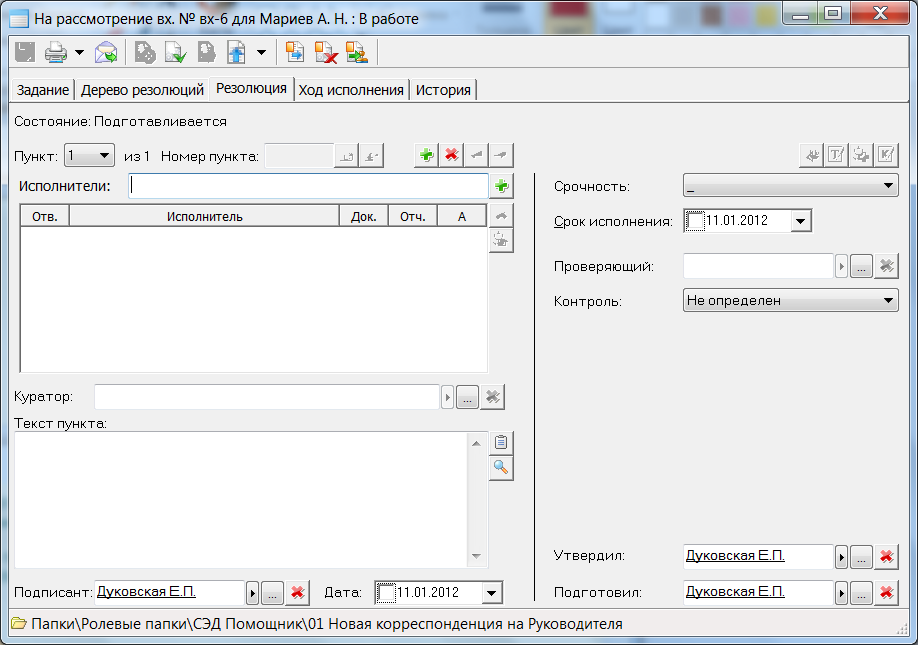 На рассмотрение вх. № вх-6 для Мариев А. Н. : В работе
Задание Дерево резолюций Резолюция Ход исполнения История
Состояние: Подготавливается
Пункт: 1 из 1 Номер пункта:
Исполнители:
Отв. Исполнитель Док. Отч. А
Куратор: ...
Текст пункта:
Подписант: Дуковская Е.П. ... Дата: 11.01.2012
Срочность: _
Срок исполнения: 11.01.2012
Проверяющий: ...
Контроль: Не определен
Утвердил: Дуковская Е.П. ...
Подготовил: Дуковская Е.П. ...
Папки\Ролевые папки\СЭД Помощник\01 Новая корреспонденция на Руководителя